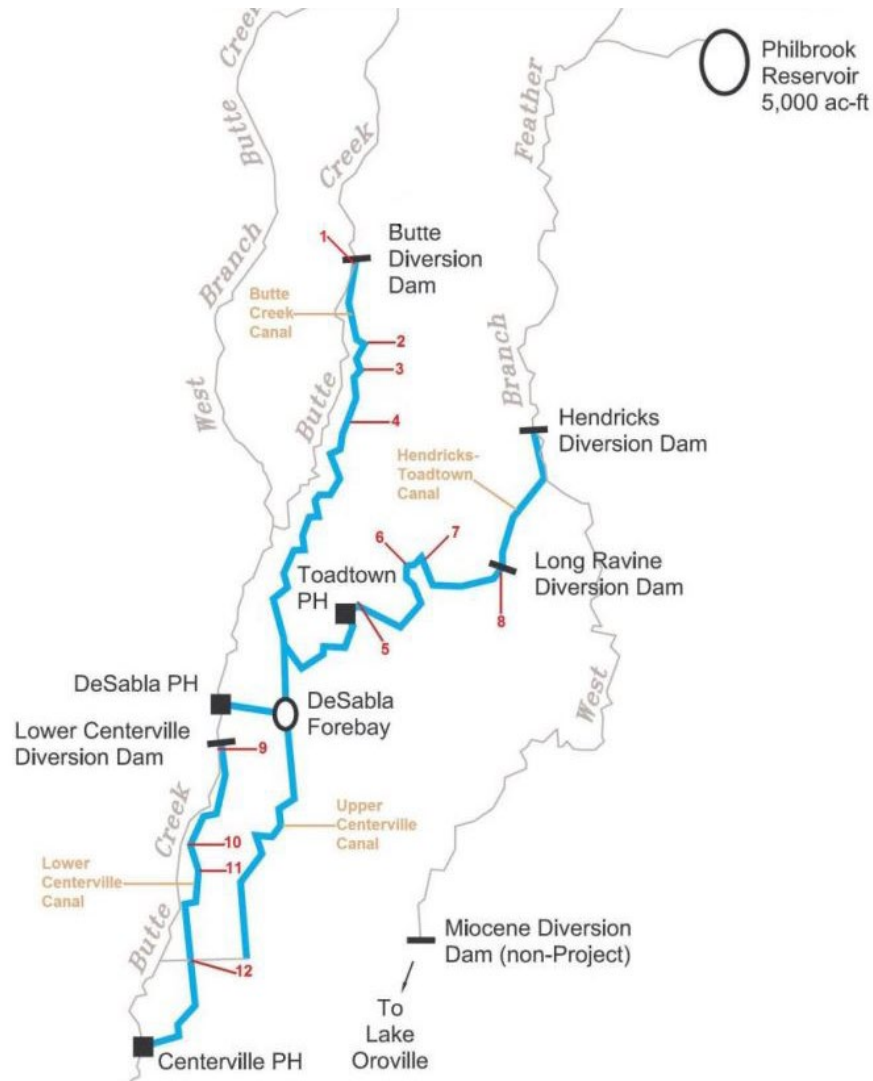 Philbrook
Reservoir
5,000 ac-ft
Butte Creek
Creek
Feather
Branch
West
1
Butte
Diversion
Dam
Butte
Creek
Canal
2
3
Butte
4
Branch
Hendricks
Diversion Dam
Hendricks-
Toadtown
Canal
6
7
Toadtown
PH
Long Ravine
Diversion Dam
8
5
West
DeSabla PH
DeSabla
Forebay
Lower Centerville
Diversion Dam
9
Creek
Upper
Centerville
Canal
10
11
Lower
Centerville
Canal
Butte
12
Miocene Diversion
Dam (non-Project)
To
Lake
Oroville
Centerville PH